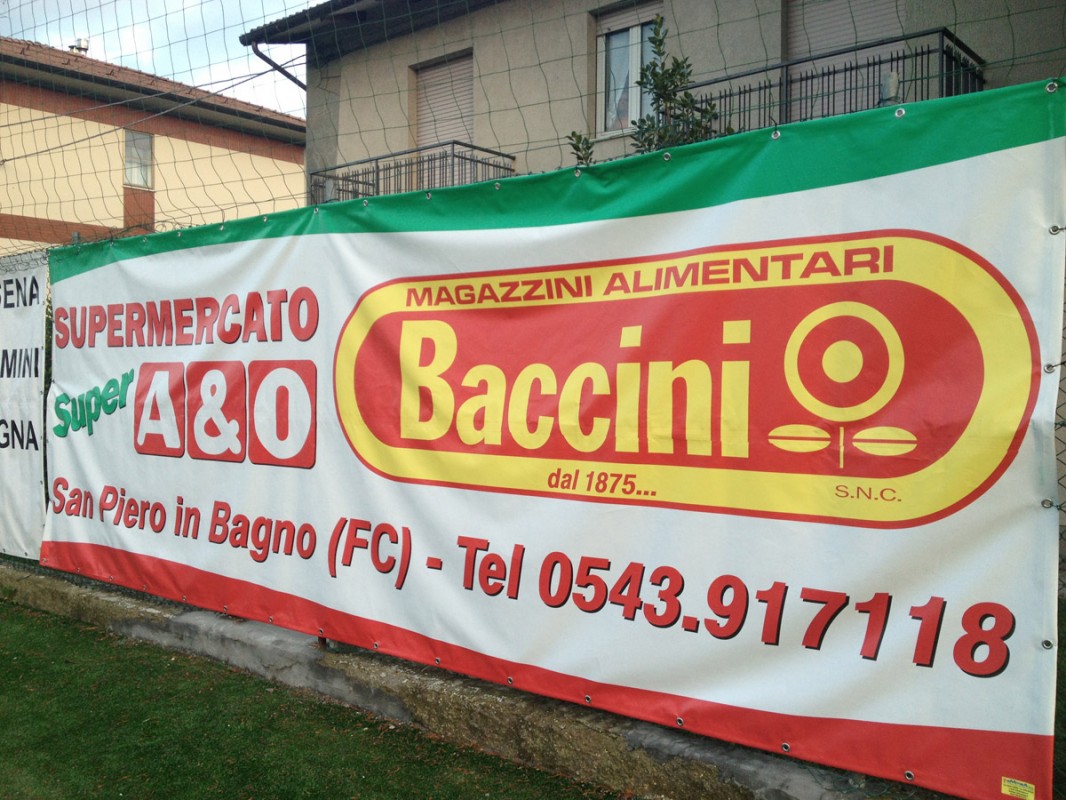 SUPERMERCATO
Super A&O
MAGAZZINI ALIMENTARI
Baccini
dal 1875...
S.N.C.
San Piero in Bagno (FC) - Tel 0543.917118